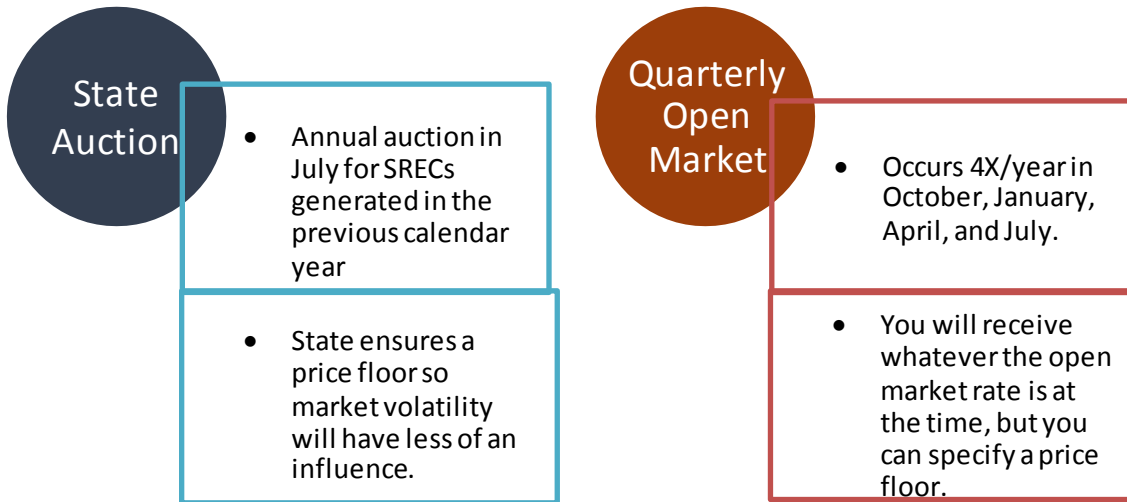 State
Auction
• Annual auction in
July for SRECs
generated in the
previous calendar
year
• State ensures a
price floor so
market volatility
will have less of an
influence.
Quarterly
Open
Market
• Occurs 4X/year in
October, January,
April, and July.
• You will receive
whatever the open
market rate is at
the time, but you
can specify a price
floor.